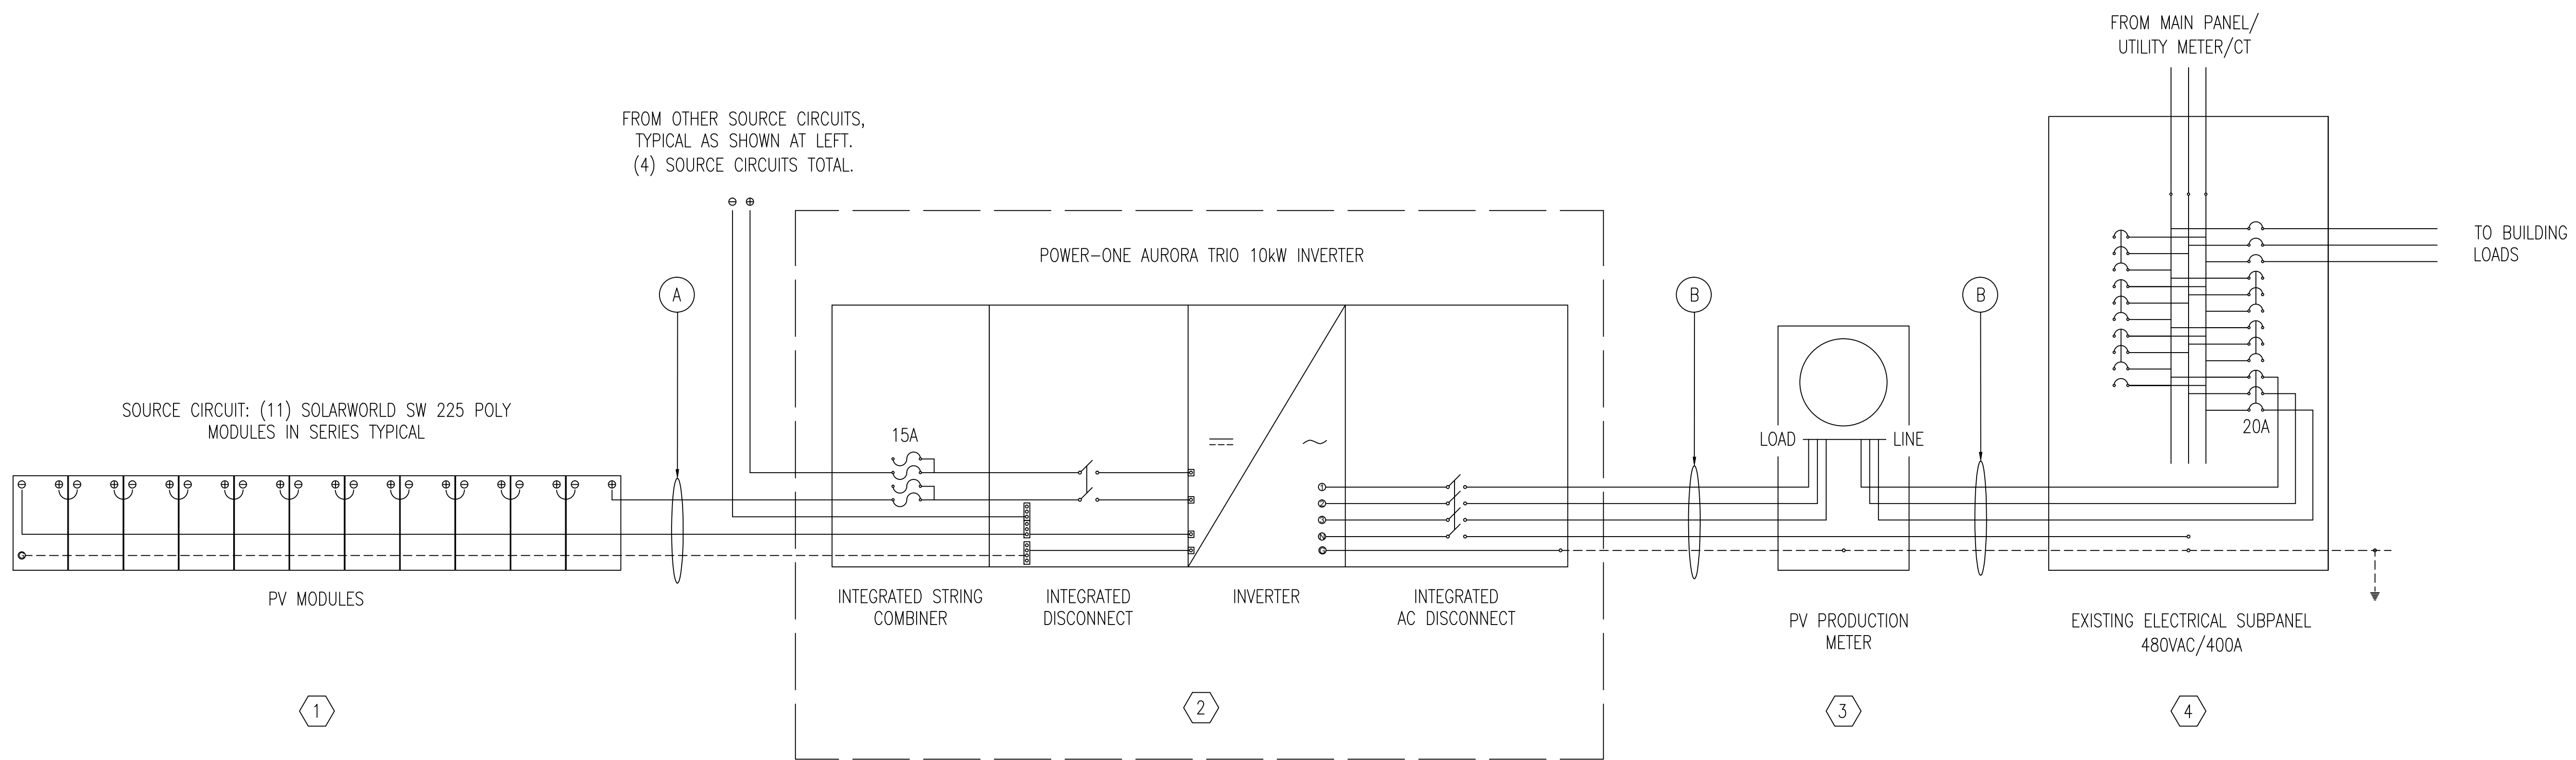 FROM MAIN PANEL/
UTILITY METER/CT
FROM OTHER SOURCE CIRCUITS,
TYPICAL AS SHOWN AT LEFT.
(4) SOURCE CIRCUITS TOTAL.
TO BUILDING
LOADS
POWER-ONE AURORA TRIO 10kW INVERTER
A
B
B
SOURCE CIRCUIT: (11) SOLARWORLD SW 225 POLY
MODULES IN SERIES TYPICAL
15A
20A
LOAD
LINE
1
2
3
N
PV MODULES
INTEGRATED STRING
COMBINER
INTEGRATED
DISCONNECT
INVERTER
INTEGRATED
AC DISCONNECT
PV PRODUCTION
METER
EXISTING ELECTRICAL SUBPANEL
480VAC/400A
1
2
3
4